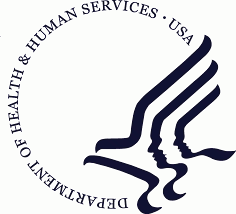 DEPARTMENT OF HEALTH & HUMAN SERVICES · USA